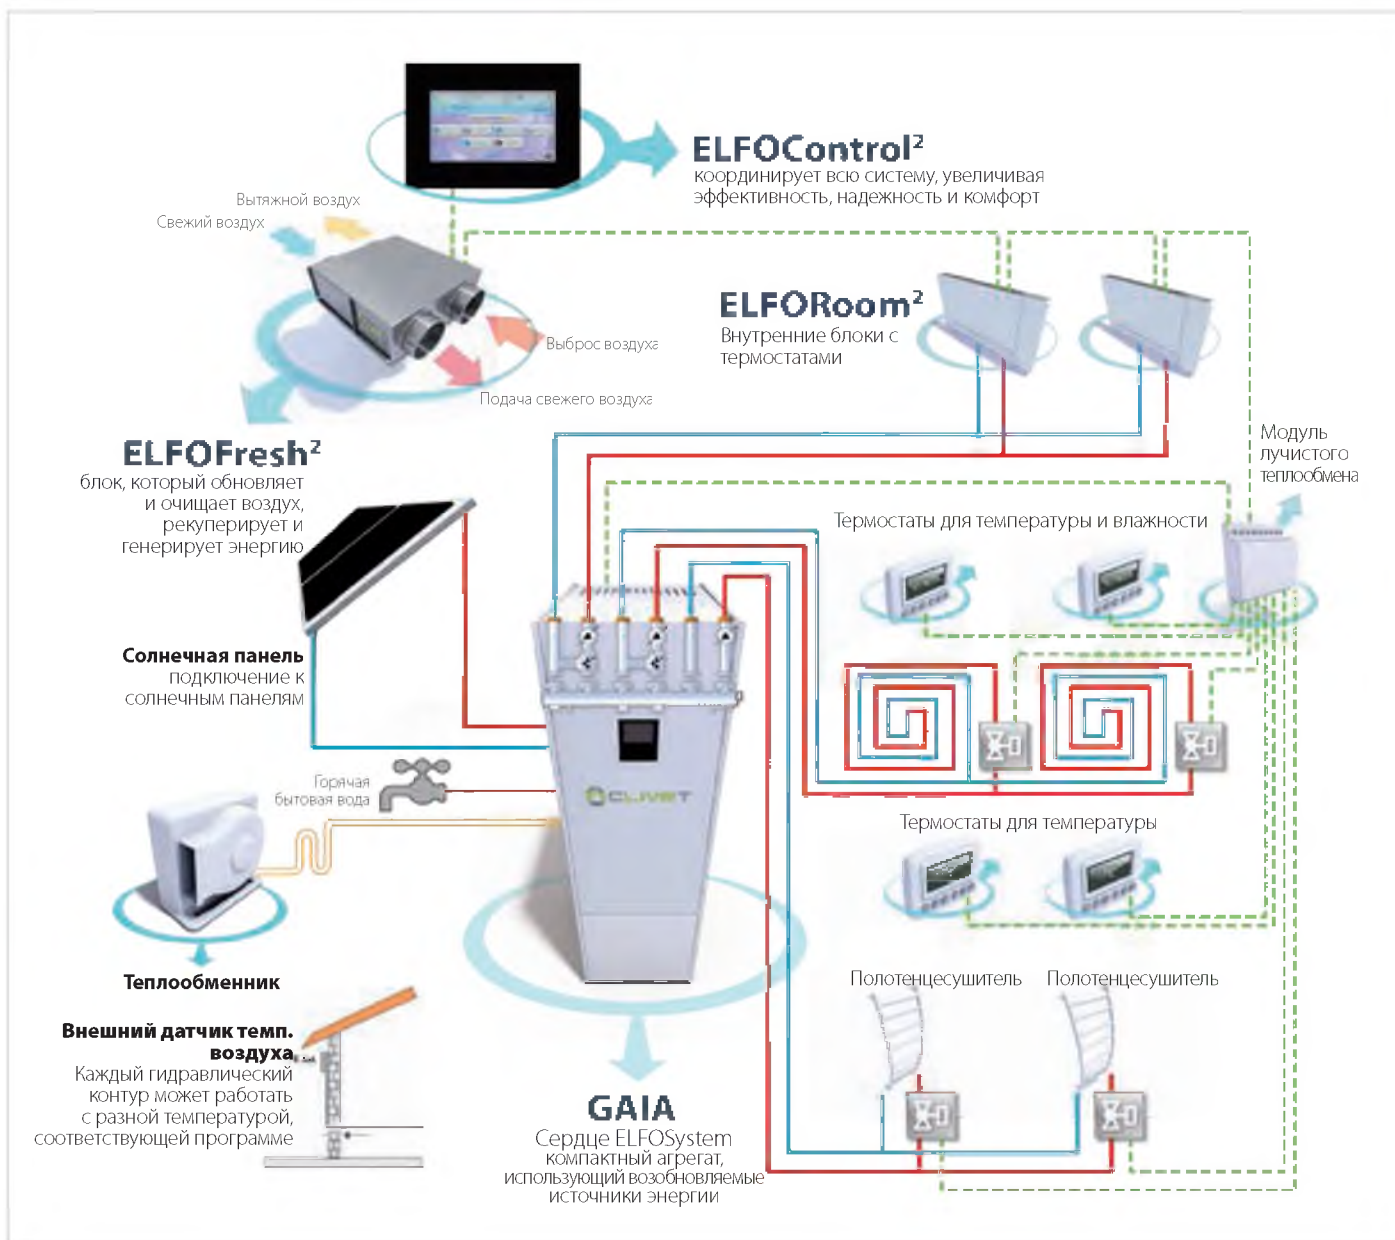 ELFOControl²
координирует всю систему, увеличивая
эффективность, надежность и комфорт
Вытяжной воздух
Свежий воздух
ELFORoom²
Внутренние блоки с
термостатами
Выброс воздуха
Подача свежего воздуха
ELFOFresh²
блок, который обновляет
и очищает воздух,
рекуперирует и
генерирует энергию
Модуль
лучистого
теплообмена
Термостаты для температуры и влажности
Солнечная панель
подключение к
солнечным панелям
Горячая
бытовая вода
CLIVET
Термостаты для температуры
Теплообменник
Полотенцесушитель
Полотенцесушитель
Внешний датчик темп.
воздуха
Каждый гидравлический
контур может работать
с разной температурой,
соответствующей программе
GAIA
Сердце ELFOSystem
компактный агрегат,
использующий возобновляемые
источники энергии